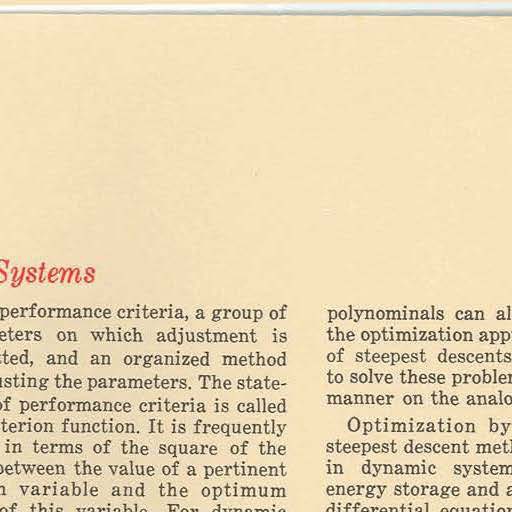 Systems
performance criteria, a group of
eters on which adjustment is
tted, and an organized method
usting the parameters. The state-
of performance criteria is called
terion function. It is frequently
in terms of the square of the
between the value of a pertinent
n variable and the optimum
of this variable. For dynamic
polynominals can al
the optimization app
of steepest descents
to solve these proble
manner on the analo
Optimization by
steepest descent met
in dynamic system
energy storage and a
differential equation